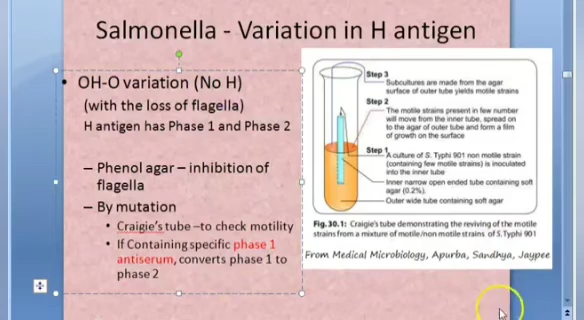 Salmonella - Variation in H antigen
• OH-O variation (No H)
(with the loss of flagella)
H antigen has Phase 1 and Phase 2
– Phenol agar – inhibition of
flagella
– By mutation
• Craigie's tube –to check motility
• If Containing specific phase 1
antiserum, converts phase 1 to
phase 2
Step 3
Subcultures are made from the agar
surface of outer tube yields motile strains
Step 2
The motile strains present in few number
will move from the inner tube, spread on
to the agar of outer tube and form a film
of growth on the surface
Step 1
A culture of S. Typhi 901 non motile strain
(containing few motile strains) is inoculated
into the inner tube
Inner narrow open ended tube containing soft
agar (0.2%)
Outer wide tube containing soft agar
Fig. 30.1: Craigie's tube demonstrating the reviving of the motile
strains from a mixture of motile/non motile strains of S.Typhi 901
From Medical Microbiology, Apurba, Sandhya, Jaypee